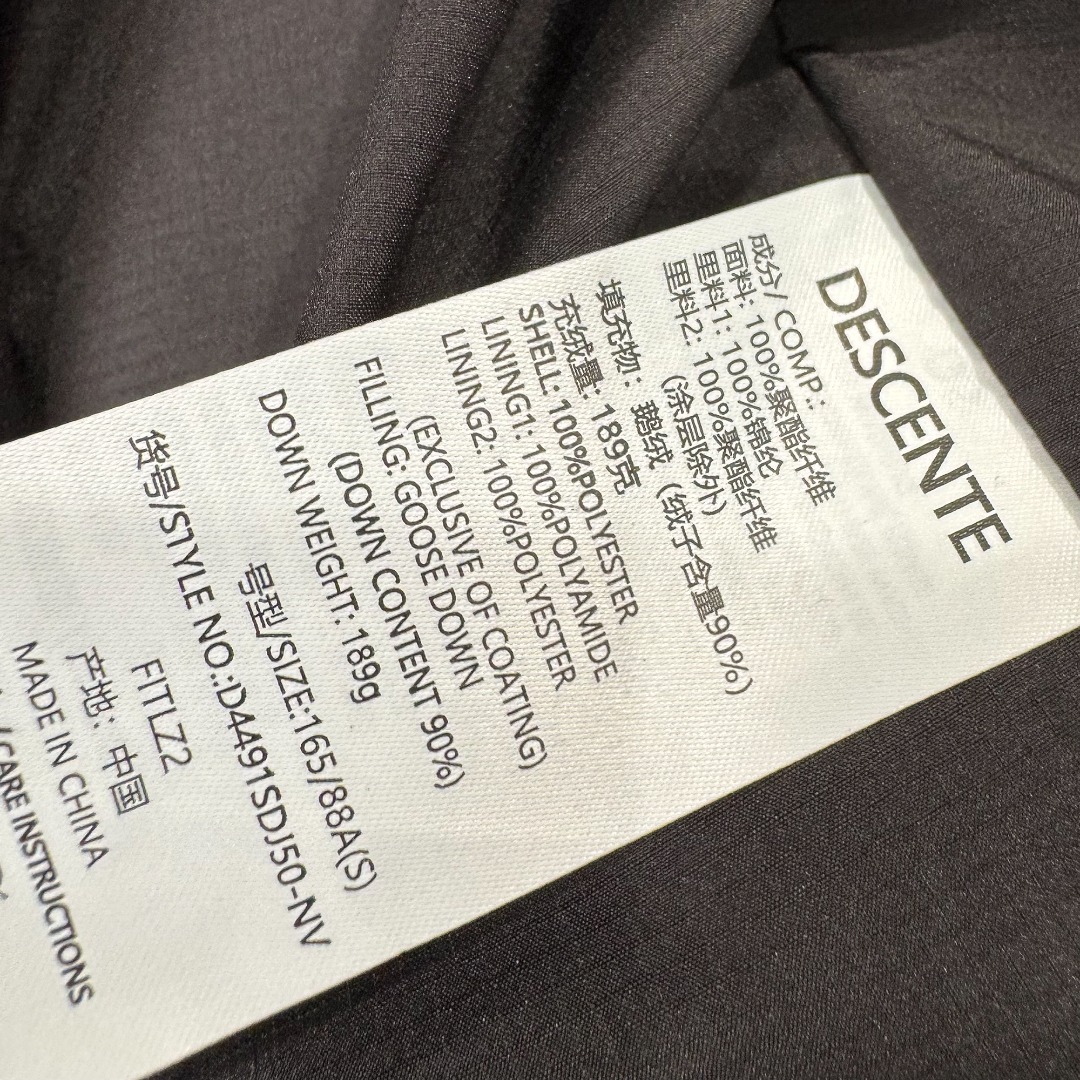 DESCENTE
成分/ COMP.:
面料: 100%聚酯纤维
里料1: 100%锦纶
里料2: 100%聚酯纤维
(涂层除外)
填充物: 鹅绒 (绒子含量90%)
充绒量: 189克
SHELL: 100%POLYESTER
LINING1: 100%POLYAMIDE
LINING2: 100%POLYESTER
(EXCLUSIVE OF COATING)
FILLING: GOOSE DOWN
(DOWN CONTENT 90%)
DOWN WEIGHT: 189g
号型/SIZE:165/88A(S)
货号/STYLE NO.:D4491SDJ50-NV
FITLZ2
产地: 中国
MADE IN CHINA
/CARE INSTRUCTIONS